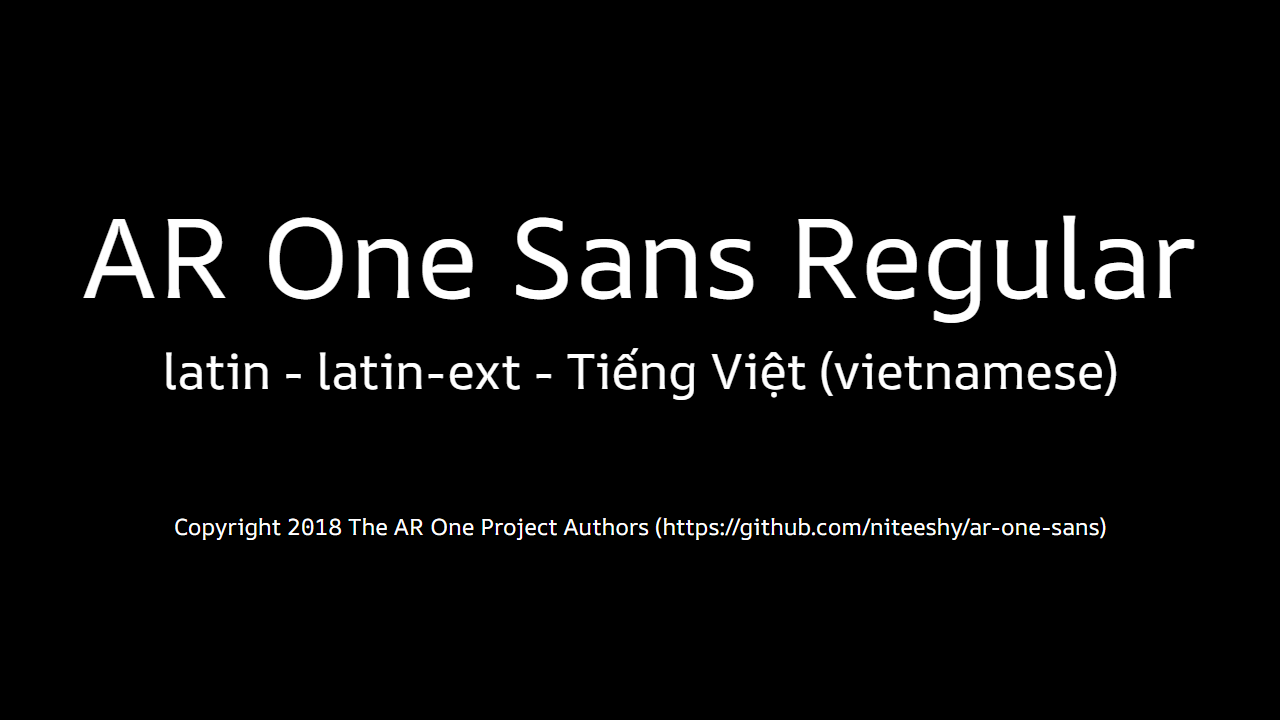 AR One Sans Regular
latin - latin-ext - Tiếng Việt (vietnamese)
Copyright 2018 The AR One Project Authors (https://github.com/niteeshy/ar-one-sans)